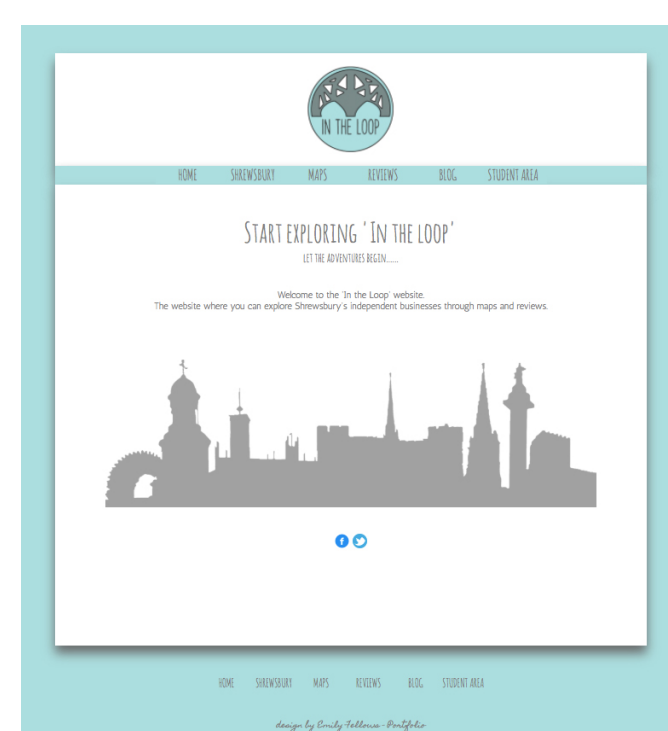 IN THE LOOP
HOME SHREWSBURY MAPS REVIEWS BLOG STUDENT AREA
START EXPLORING 'IN THE LOOP'
LET THE ADVENTURES BEGIN......
Welcome to the 'In the Loop' website.
The website where you can explore Shrewsbury's independent businesses through maps and reviews.
HOME SHREWSBURY MAPS REVIEWS BLOG STUDENT AREA
design by Emily Fellows - Portfolio